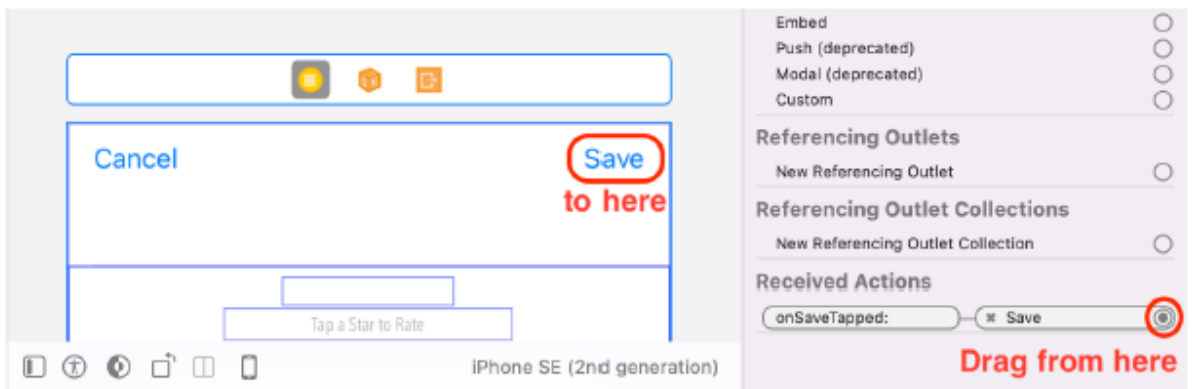 Cancel
Save
to here
Tap a Star to Rate
iPhone SE (2nd generation)
Embed
Push (deprecated)
Modal (deprecated)
Custom
Referencing Outlets
New Referencing Outlet
Referencing Outlet Collections
New Referencing Outlet Collection
Received Actions
onSaveTapped: Save
Drag from here